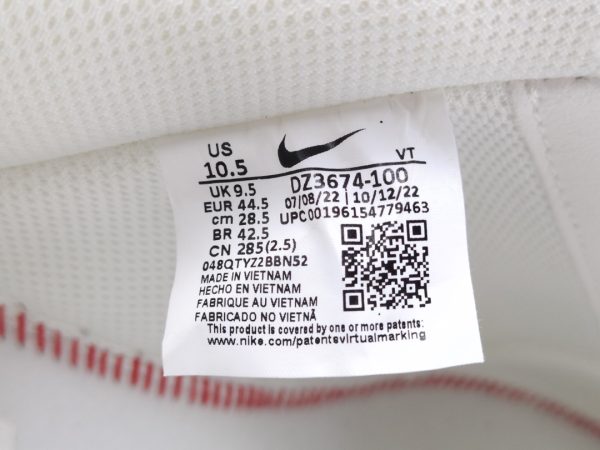 US
10.5
VT
UK 9.5
EUR 44.5
cm 28.5
BR 42.5
CN 285(2.5)
DZ3674-100
07/08/22 | 10/12/22
UPC00196154779463
048QTYZ2BBN52
MADE IN VIETNAM
HECHO EN VIETNAM
FABRIQUE AU VIETNAM
FABRICADO NO VIETNÃ
This product is covered by one or more patents:
www.nike.com/patentsvirtualmarking